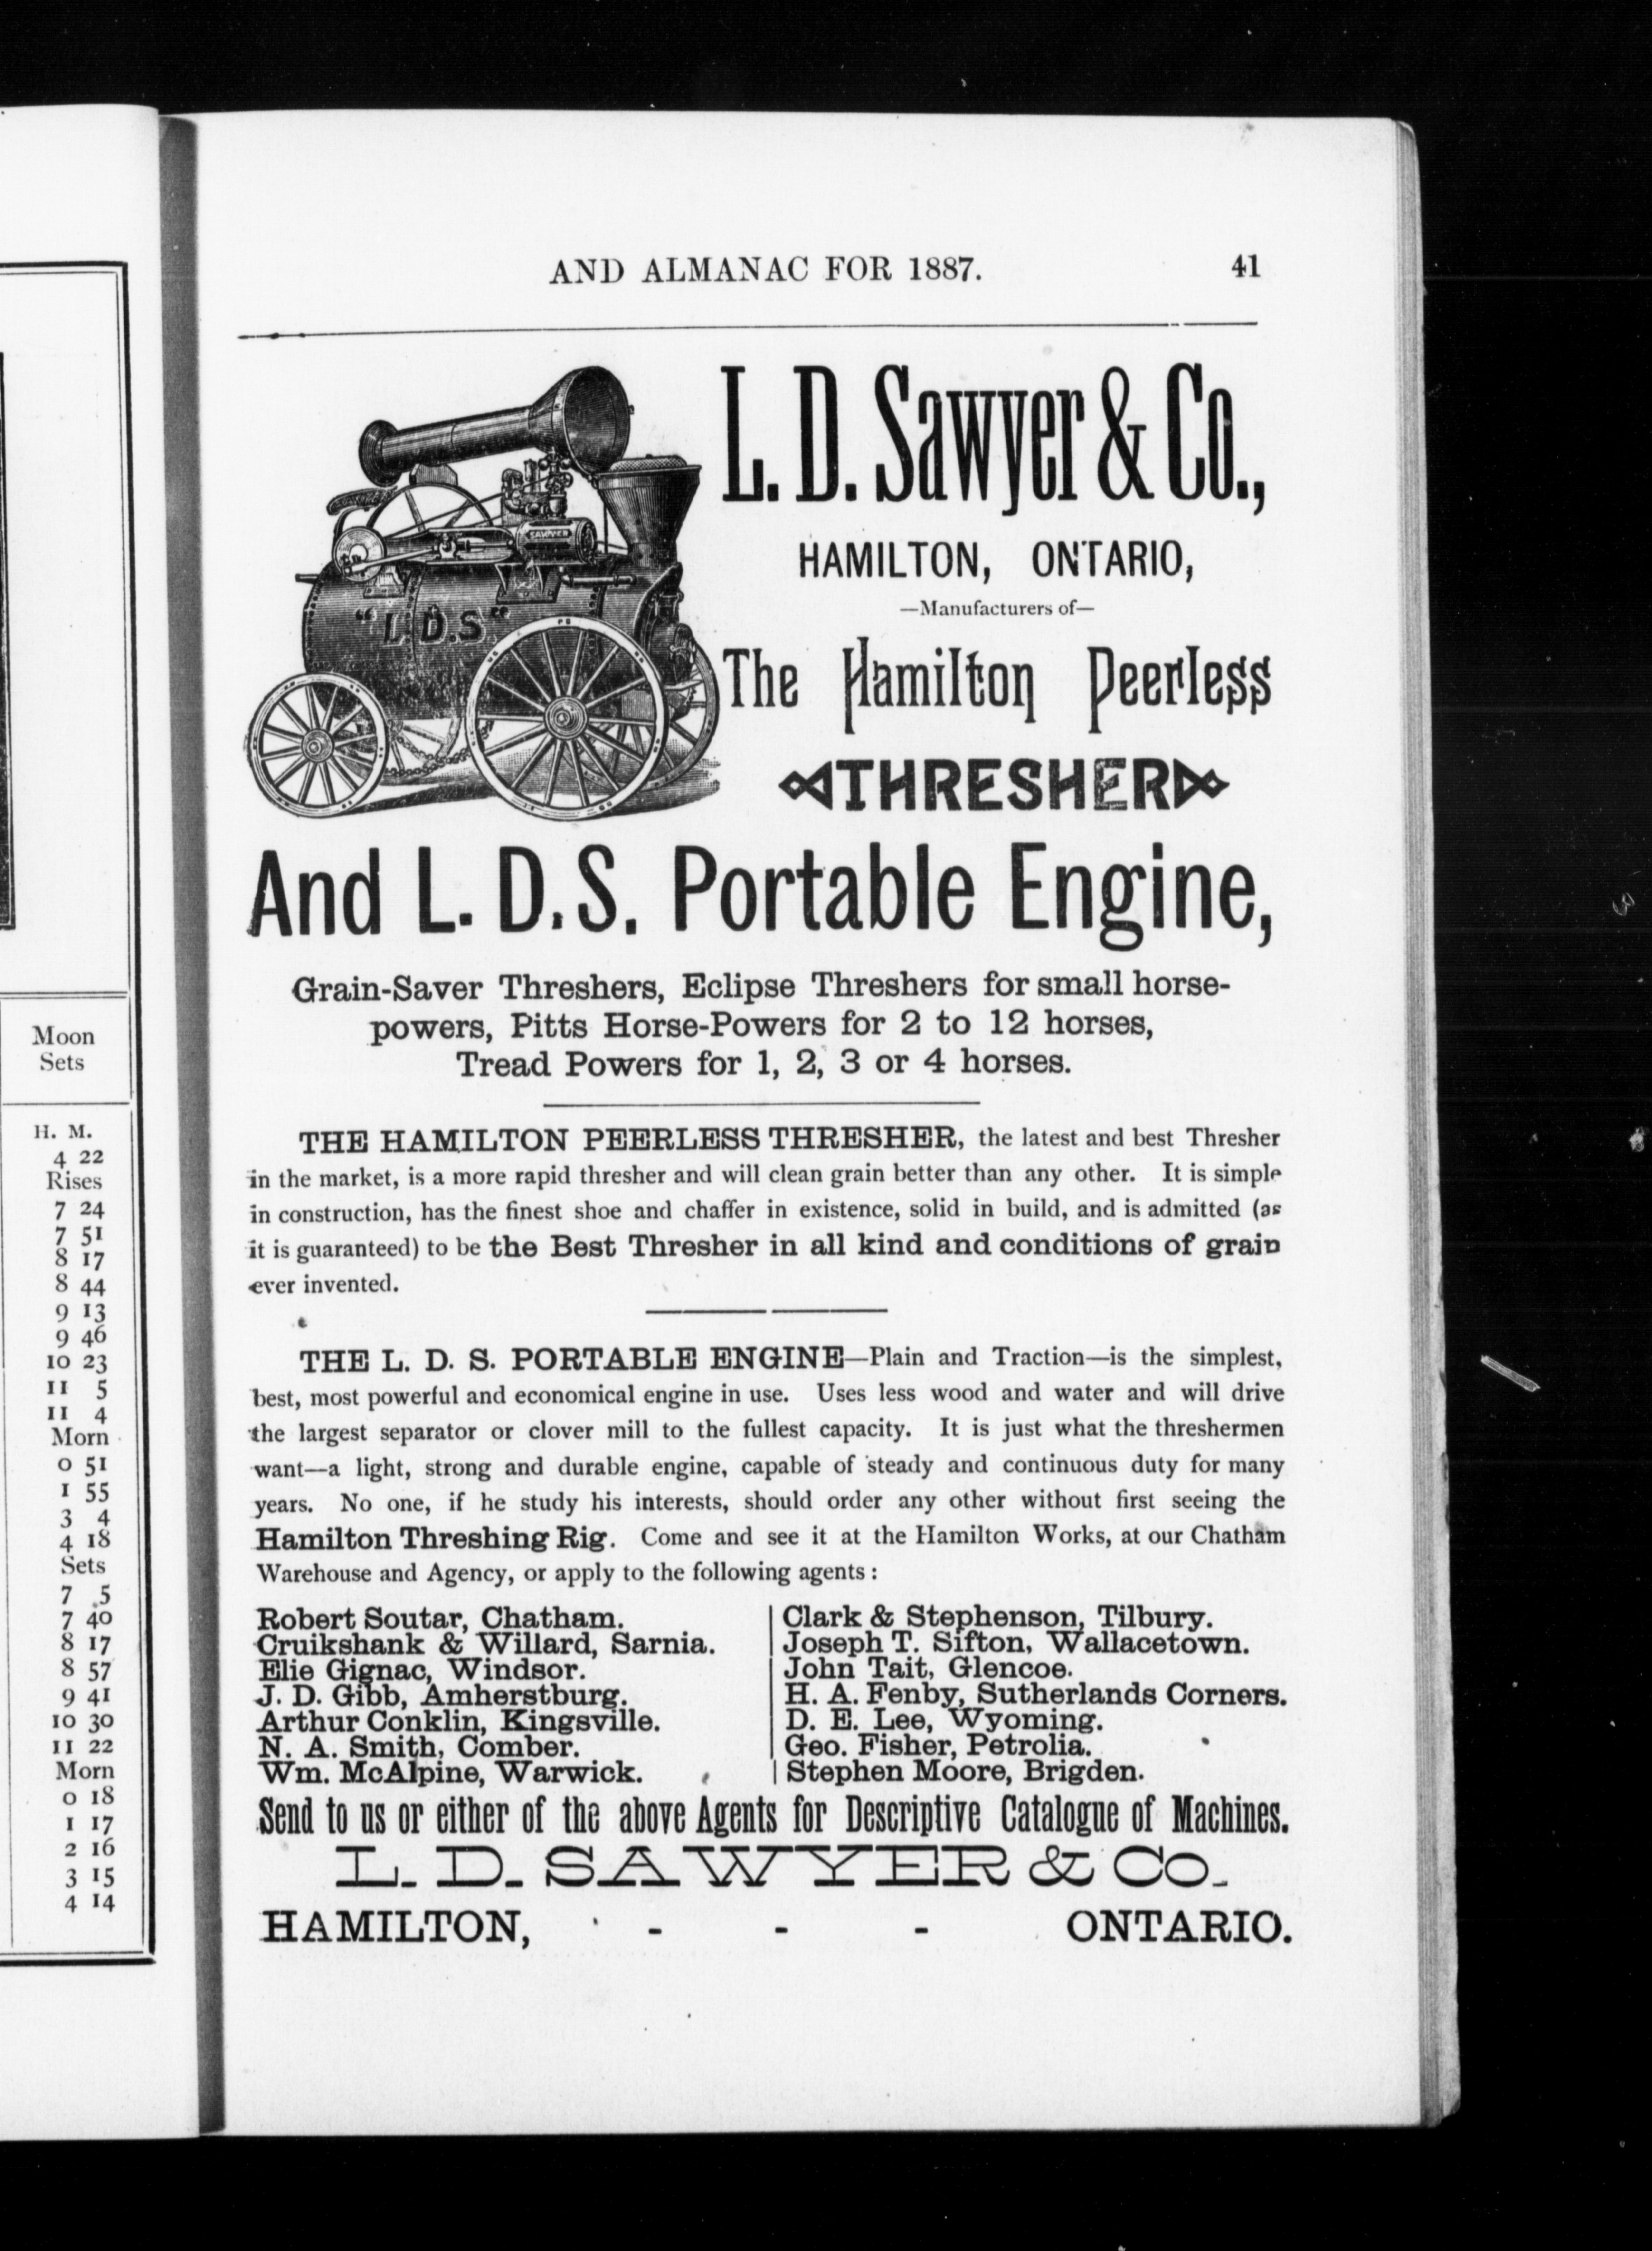 Moon
Sets
H. M.
4 22
Rises
7 24
7 51
8 17
8 44
9 13
9 46
10 23
11 5
11 4
Morn
0 51
1 55
3 4
4 18
Sets
7 5
7 40
8 17
8 57
9 41
10 30
11 22
Morn
0 18
1 17
2 16
3 15
4 14
AND ALMANAC FOR 1887. 41
SAWYER
"L.D.S"
L. D. Sawyer & Co.,
HAMILTON, ONTARIO,
—Manufacturers of—
The Hamilton Peerless
THRESHER
And L. D. S. Portable Engine,
Grain-Saver Threshers, Eclipse Threshers for small horse-
powers, Pitts Horse-Powers for 2 to 12 horses,
Tread Powers for 1, 2, 3 or 4 horses.
THE HAMILTON PEERLESS THRESHER, the latest and best Thresher
in the market, is a more rapid thresher and will clean grain better than any other. It is simple
in construction, has the finest shoe and chaffer in existence, solid in build, and is admitted (as
it is guaranteed) to be the Best Thresher in all kind and conditions of grain
ever invented.
THE L. D. S. PORTABLE ENGINE—Plain and Traction—is the simplest,
best, most powerful and economical engine in use. Uses less wood and water and will drive
the largest separator or clover mill to the fullest capacity. It is just what the threshermen
want—a light, strong and durable engine, capable of steady and continuous duty for many
years. No one, if he study his interests, should order any other without first seeing the
Hamilton Threshing Rig. Come and see it at the Hamilton Works, at our Chatham
Warehouse and Agency, or apply to the following agents :
Robert Soutar, Chatham.
Cruikshank & Willard, Sarnia.
Elie Gignac, Windsor.
J. D. Gibb, Amherstburg.
Arthur Conklin, Kingsville.
N. A. Smith, Comber.
Wm. McAlpine, Warwick.
Clark & Stephenson, Tilbury.
Joseph T. Sifton, Wallacetown.
John Tait, Glencoe.
H. A. Fenby, Sutherlands Corners.
D. E. Lee, Wyoming.
Geo. Fisher, Petrolia.
Stephen Moore, Brigden.
Send to us or either of the above Agents for Descriptive Catalogue of Machines.
L. D. SAWYER & Co.
HAMILTON, - - - ONTARIO.